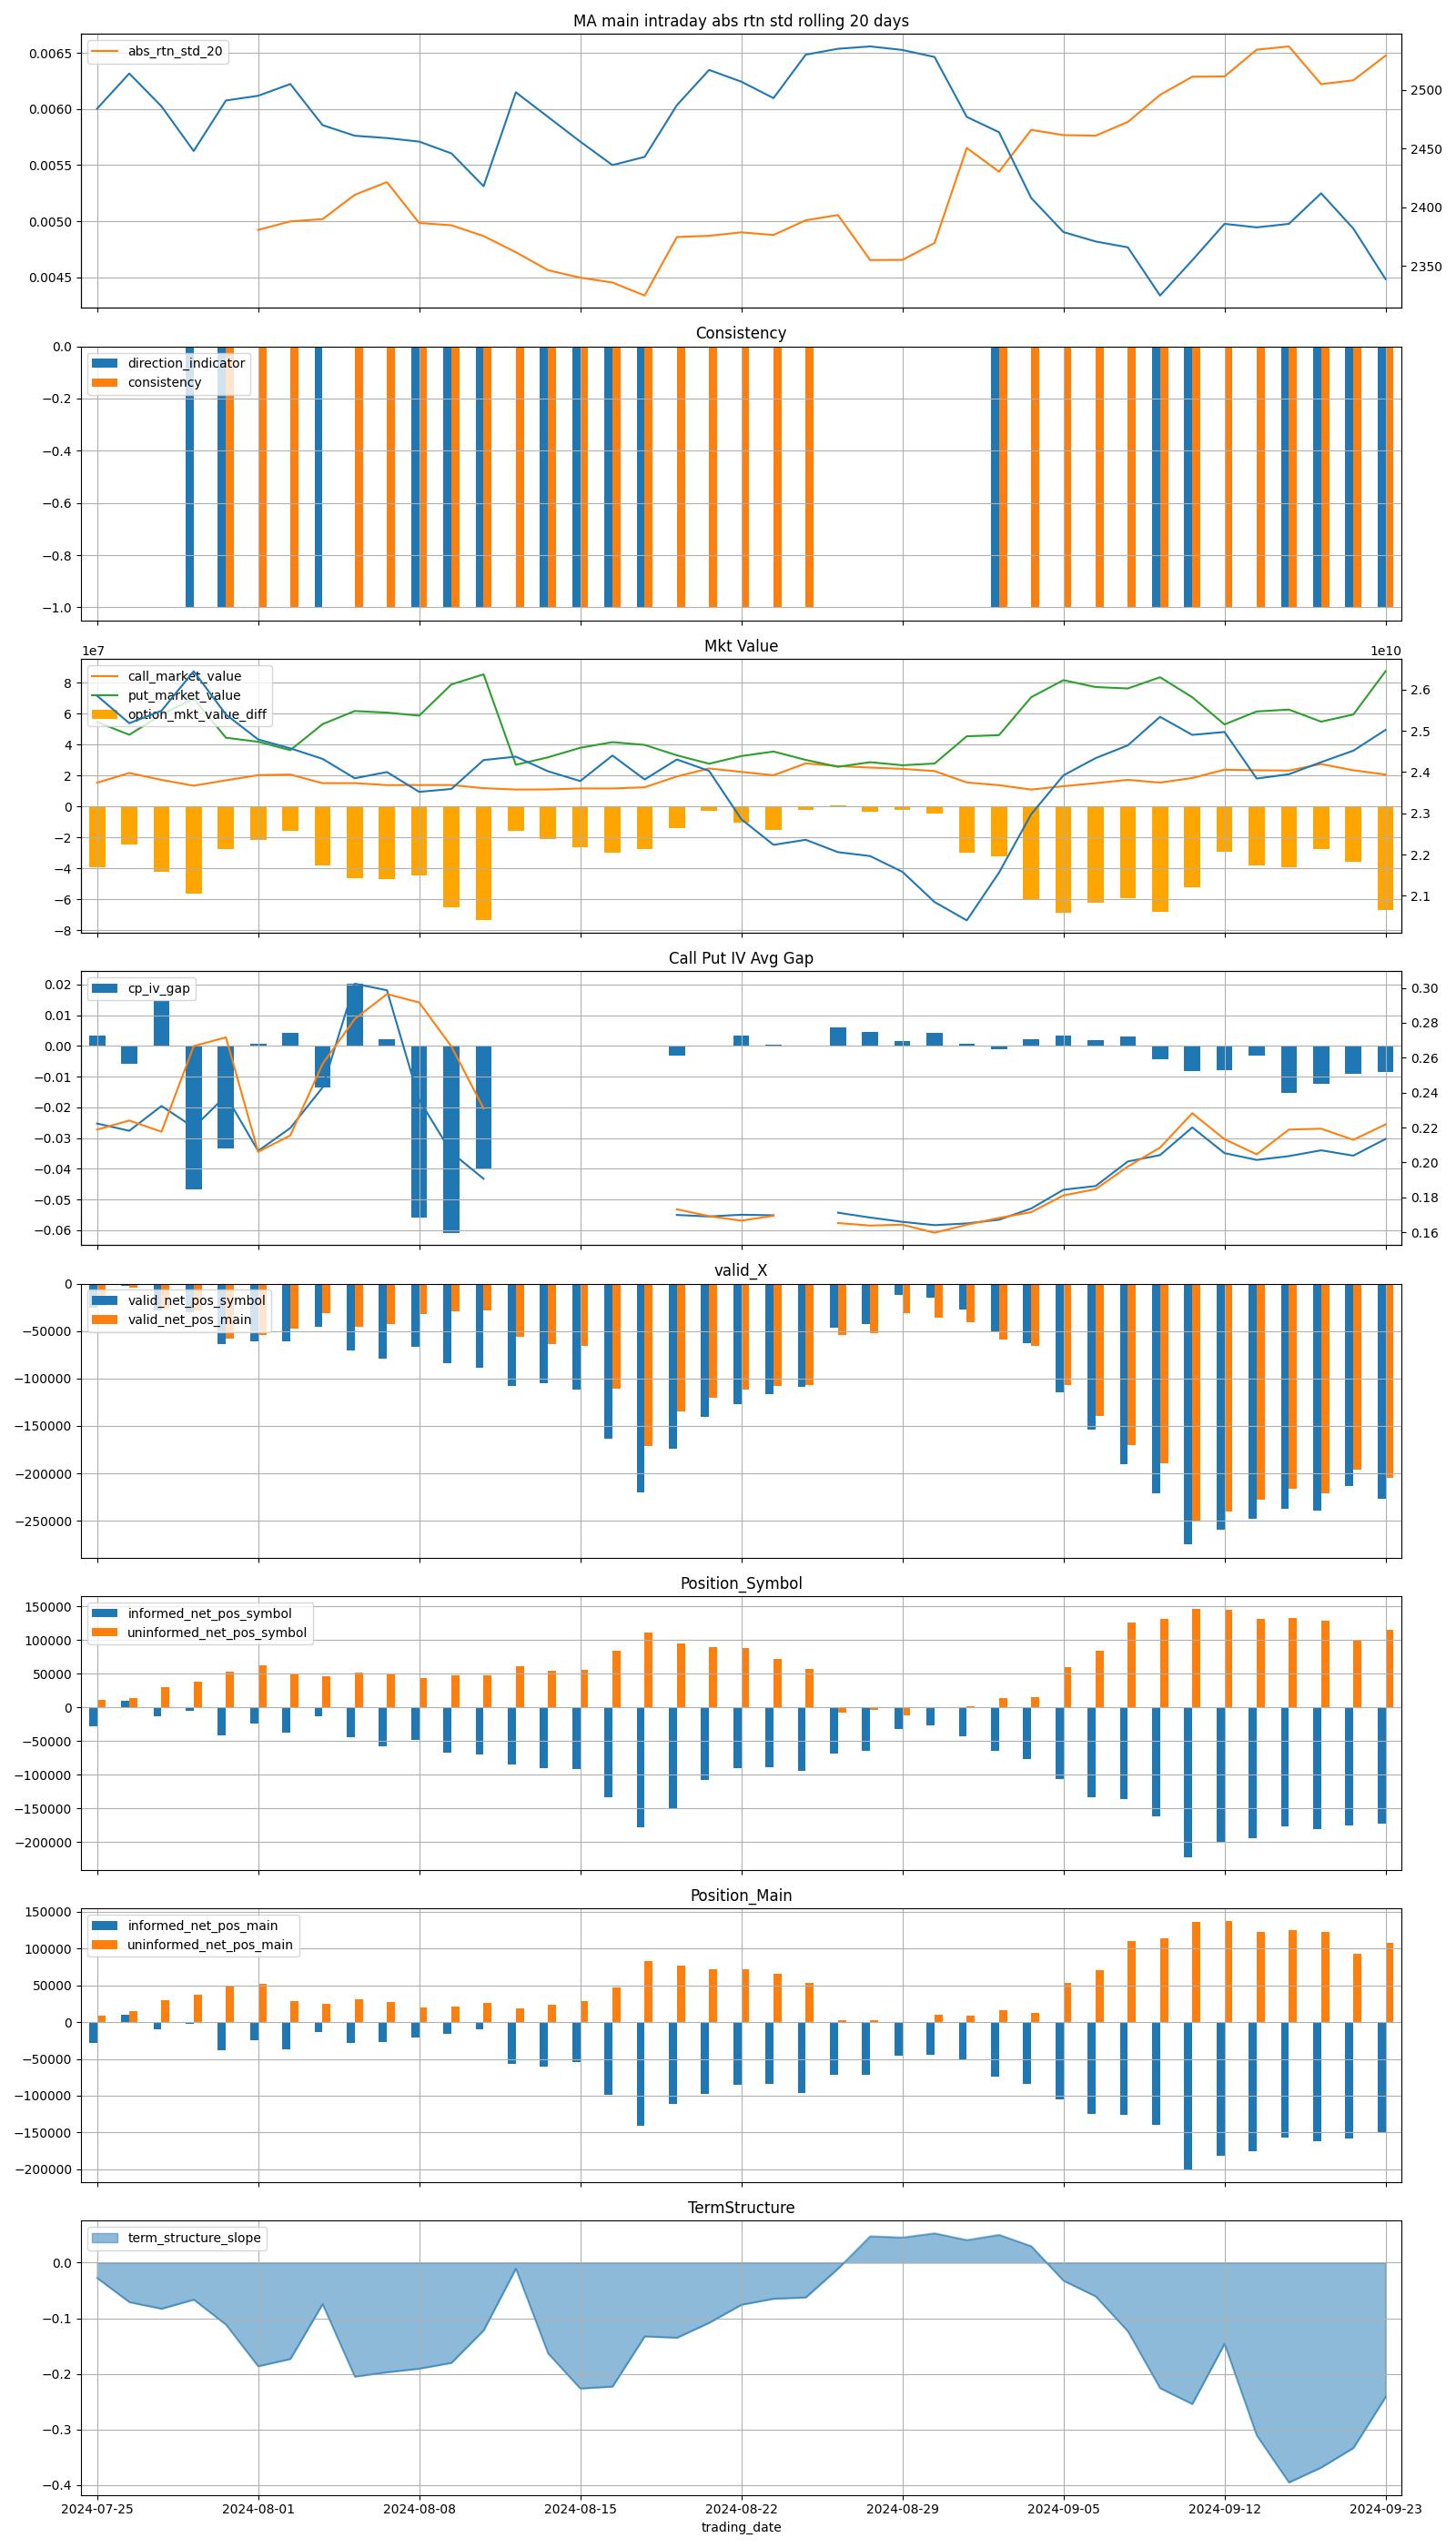 MA main intraday abs rtn std rolling 20 days
abs_rtn_std_20
0.0065
0.0060
0.0055
0.0050
0.0045
2500
2450
2400
2350
Consistency
direction_indicator
consistency
0.0
−0.2
−0.4
−0.6
−0.8
−1.0
Mkt Value
1e7
1e10
call_market_value
put_market_value
option_mkt_value_diff
8
6
4
2
0
−2
−4
−6
−8
2.6
2.5
2.4
2.3
2.2
2.1
Call Put IV Avg Gap
cp_iv_gap
0.02
0.01
0.00
−0.01
−0.02
−0.03
−0.04
−0.05
−0.06
0.30
0.28
0.26
0.24
0.22
0.20
0.18
0.16
valid_X
valid_net_pos_symbol
valid_net_pos_main
0
−50000
−100000
−150000
−200000
−250000
Position_Symbol
informed_net_pos_symbol
uninformed_net_pos_symbol
150000
100000
50000
0
−50000
−100000
−150000
−200000
Position_Main
informed_net_pos_main
uninformed_net_pos_main
150000
100000
50000
0
−50000
−100000
−150000
−200000
TermStructure
term_structure_slope
0.0
−0.1
−0.2
−0.3
−0.4
2024-07-25 2024-08-01 2024-08-08 2024-08-15 2024-08-22 2024-08-29 2024-09-05 2024-09-12 2024-09-23
trading_date